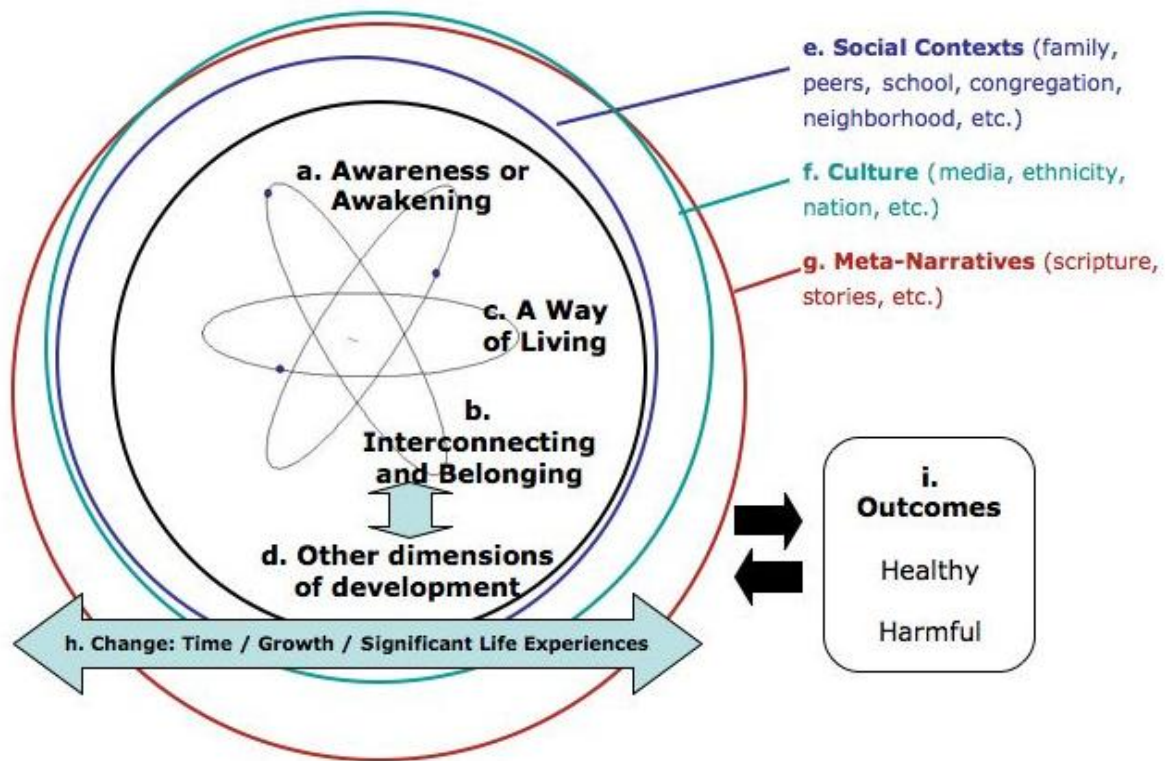 a. Awareness or
Awakening
c. A Way
of Living
b.
Interconnecting
and Belonging
d. Other dimensions
of development
h. Change: Time / Growth / Significant Life Experiences
e. Social Contexts (family,
peers, school, congregation,
neighborhood, etc.)
f. Culture (media, ethnicity,
nation, etc.)
g. Meta-Narratives (scripture,
stories, etc.)
i.
Outcomes
Healthy
Harmful